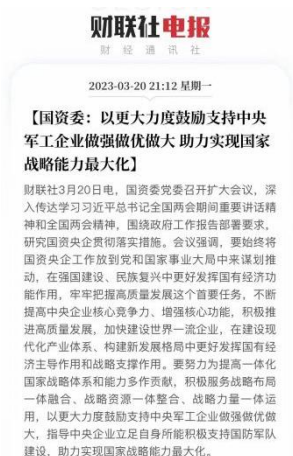 财联社电报
财经通讯社
2023-03-20 21:12 星期一
【国资委：以更大力度鼓励支持中央
军工企业做强做优做大 助力实现国家
战略能力最大化】
财联社3月20日电，国资委党委召开扩大会议，深
入传达学习习近平总书记全国两会期间重要讲话精
神和全国两会精神，围绕政府工作报告部署要求，
研究国资央企贯彻落实措施。会议强调，要始终将
国资央企工作放到党和国家事业大局中来谋划推
动，在强国建设、民族复兴中更好发挥国有经济功
能作用，牢牢把握高质量发展这个首要任务，不断
提高中央企业核心竞争力、增强核心功能，积极推
进高质量发展，加快建设世界一流企业，在建设现
代化产业体系、构建新发展格局中更好发挥国有经
济主导作用和战略支撑作用。要努力为提高一体化
国家战略体系和能力多作贡献，积极服务战略布局
一体融合、战略资源一体整合、战略力量一体运
用，以更大力度鼓励支持中央军工企业做强做优做
大，指导中央企业立足自身所能积极支持国防军队
建设，助力实现国家战略能力最大化。